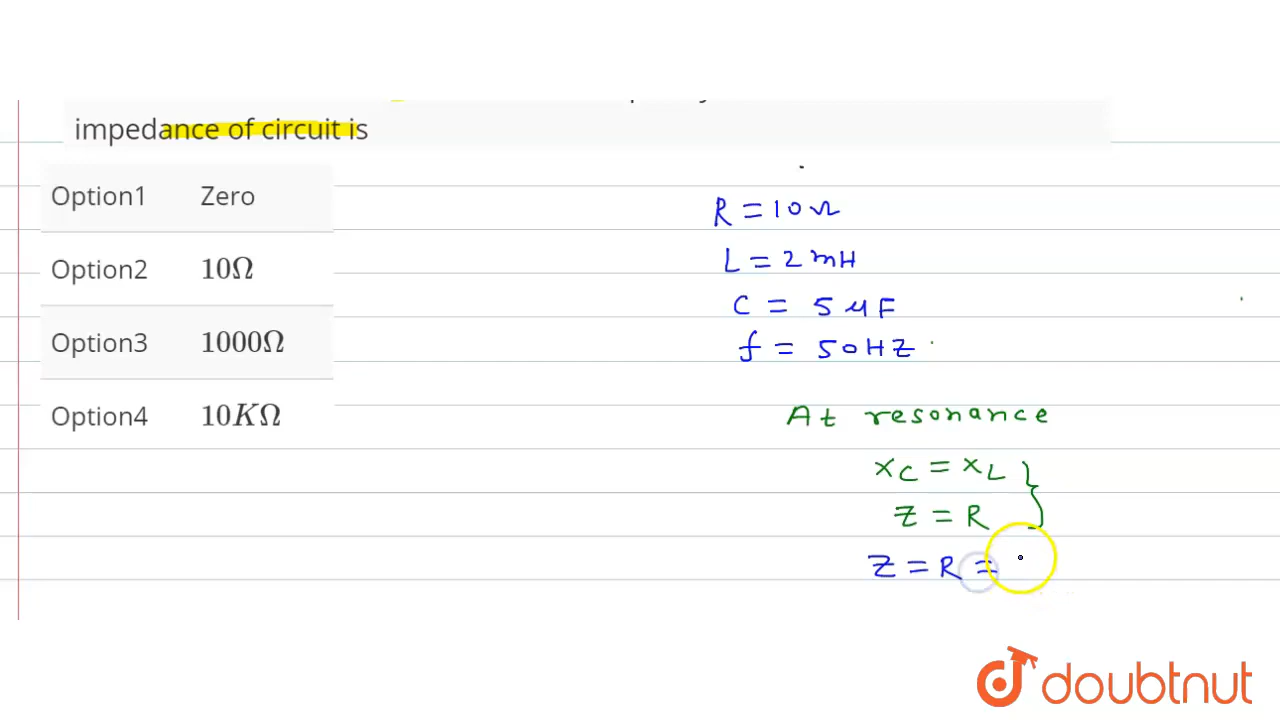 impedance of circuit is
Option1 Zero
Option2 10Ω
Option3 1000Ω
Option4 10KΩ
R = 10Ω
L = 2mH
C = 5μF
f = 50HZ
At resonance
XC = XL }
Z = R
Z = R =
doubtnut